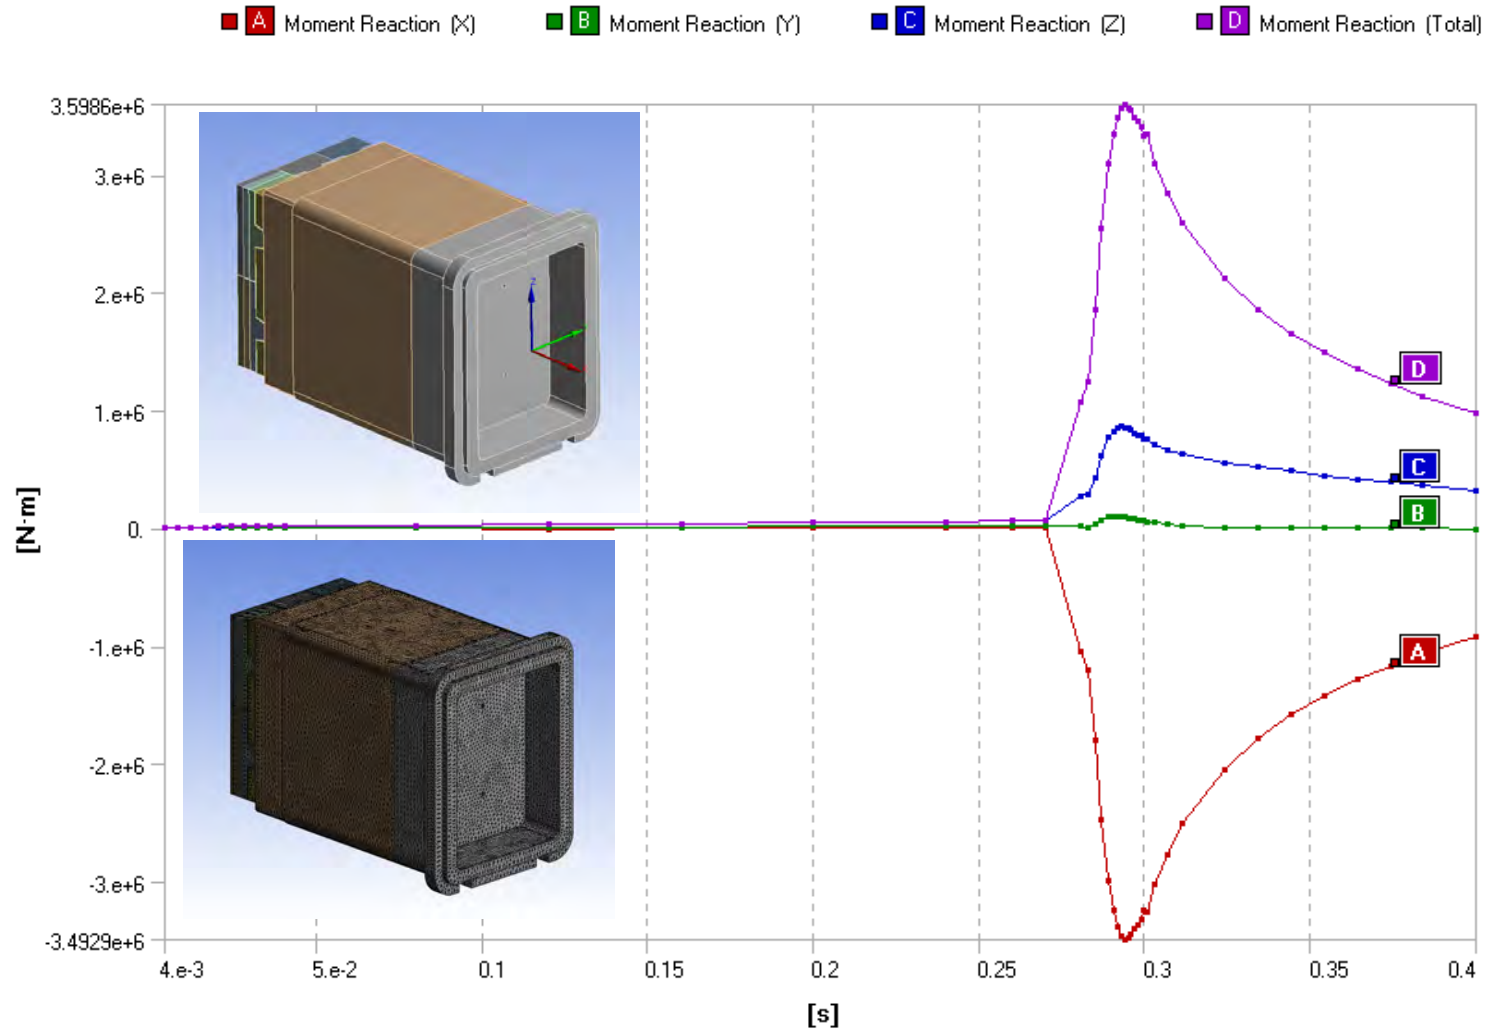 A Moment Reaction (X) B Moment Reaction (Y) C Moment Reaction (Z) D Moment Reaction (Total)
3.5986e+6
3.e+6
2.e+6
1.e+6
0.
-1.e+6
-2.e+6
-3.e+6
-3.4929e+6
[N·m]
Z
D
C
B
A
4.e-3 5.e-2 0.1 0.15 0.2 0.25 0.3 0.35 0.4
[s]